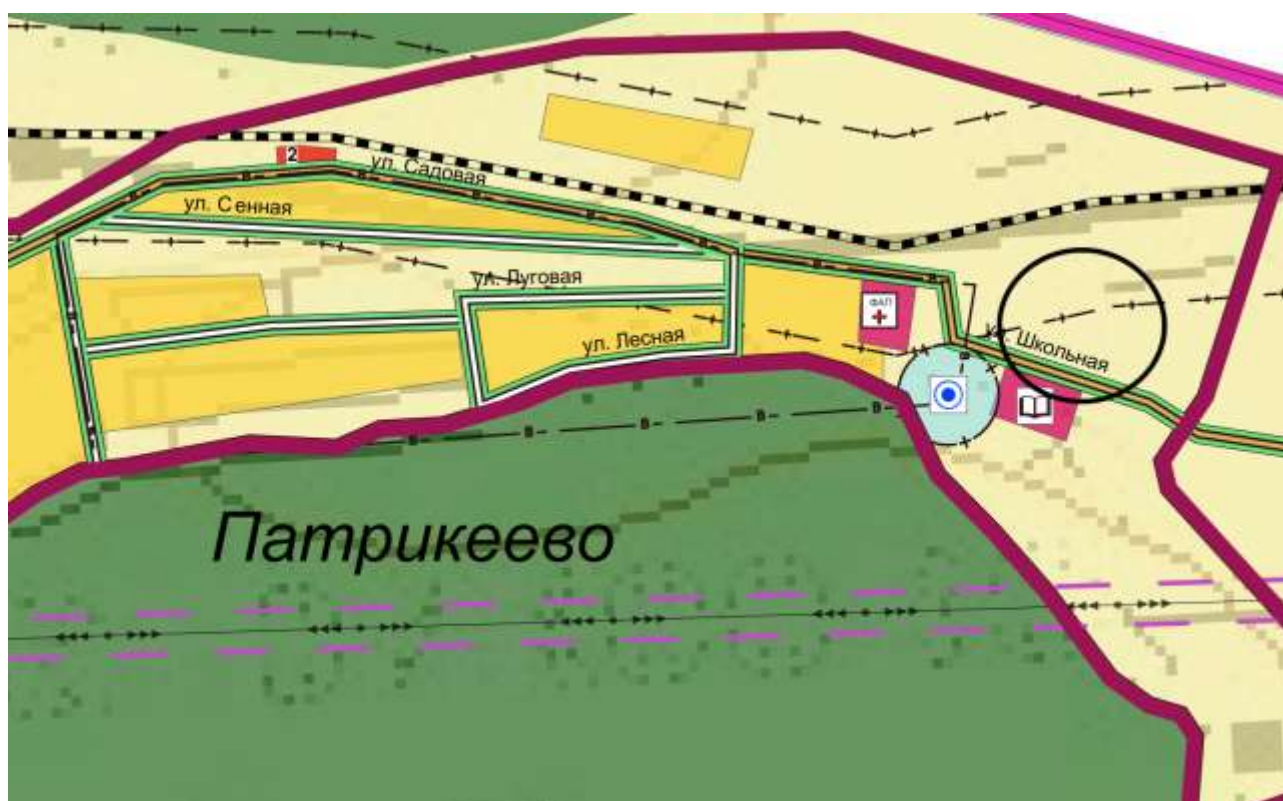 2
ул. Садовая
ул. Сенная
ул. Луговая
ФАП
ул. Лесная
ул. Школьная
в
в
в
в
в
в
в
в
в
в
в
Патрикеево